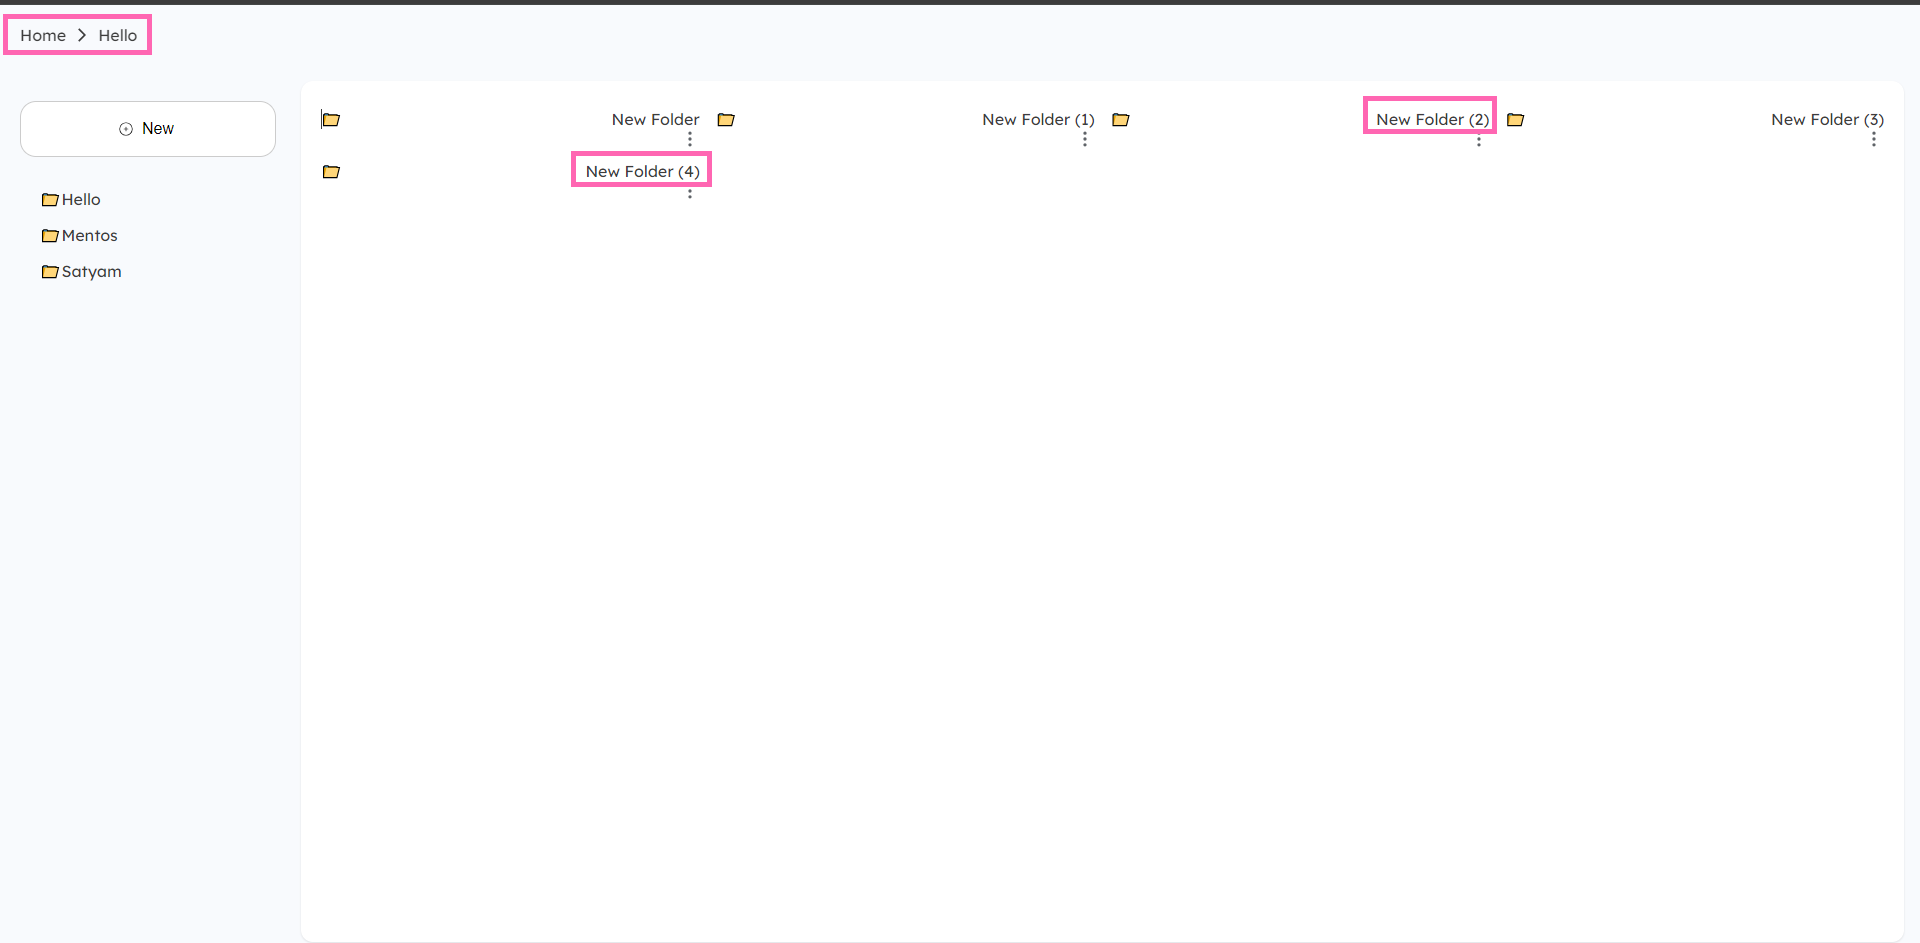 Home > Hello
New
Hello
Mentos
Satyam
New Folder
New Folder (1)
New Folder (2)
New Folder (3)
New Folder (4)